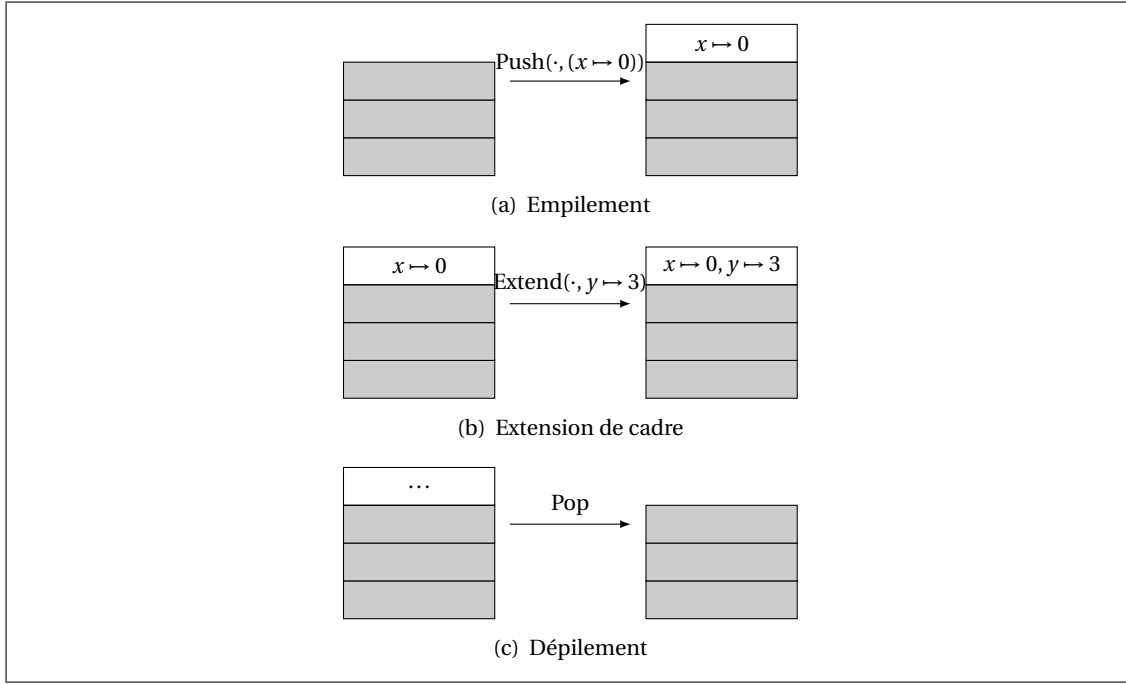 x ↦ 0
Push(·, (x ↦ 0))
(a) Empilement
x ↦ 0
Extend(·, y ↦ 3)
x ↦ 0, y ↦ 3
(b) Extension de cadre
...
Pop
(c) Dépilement